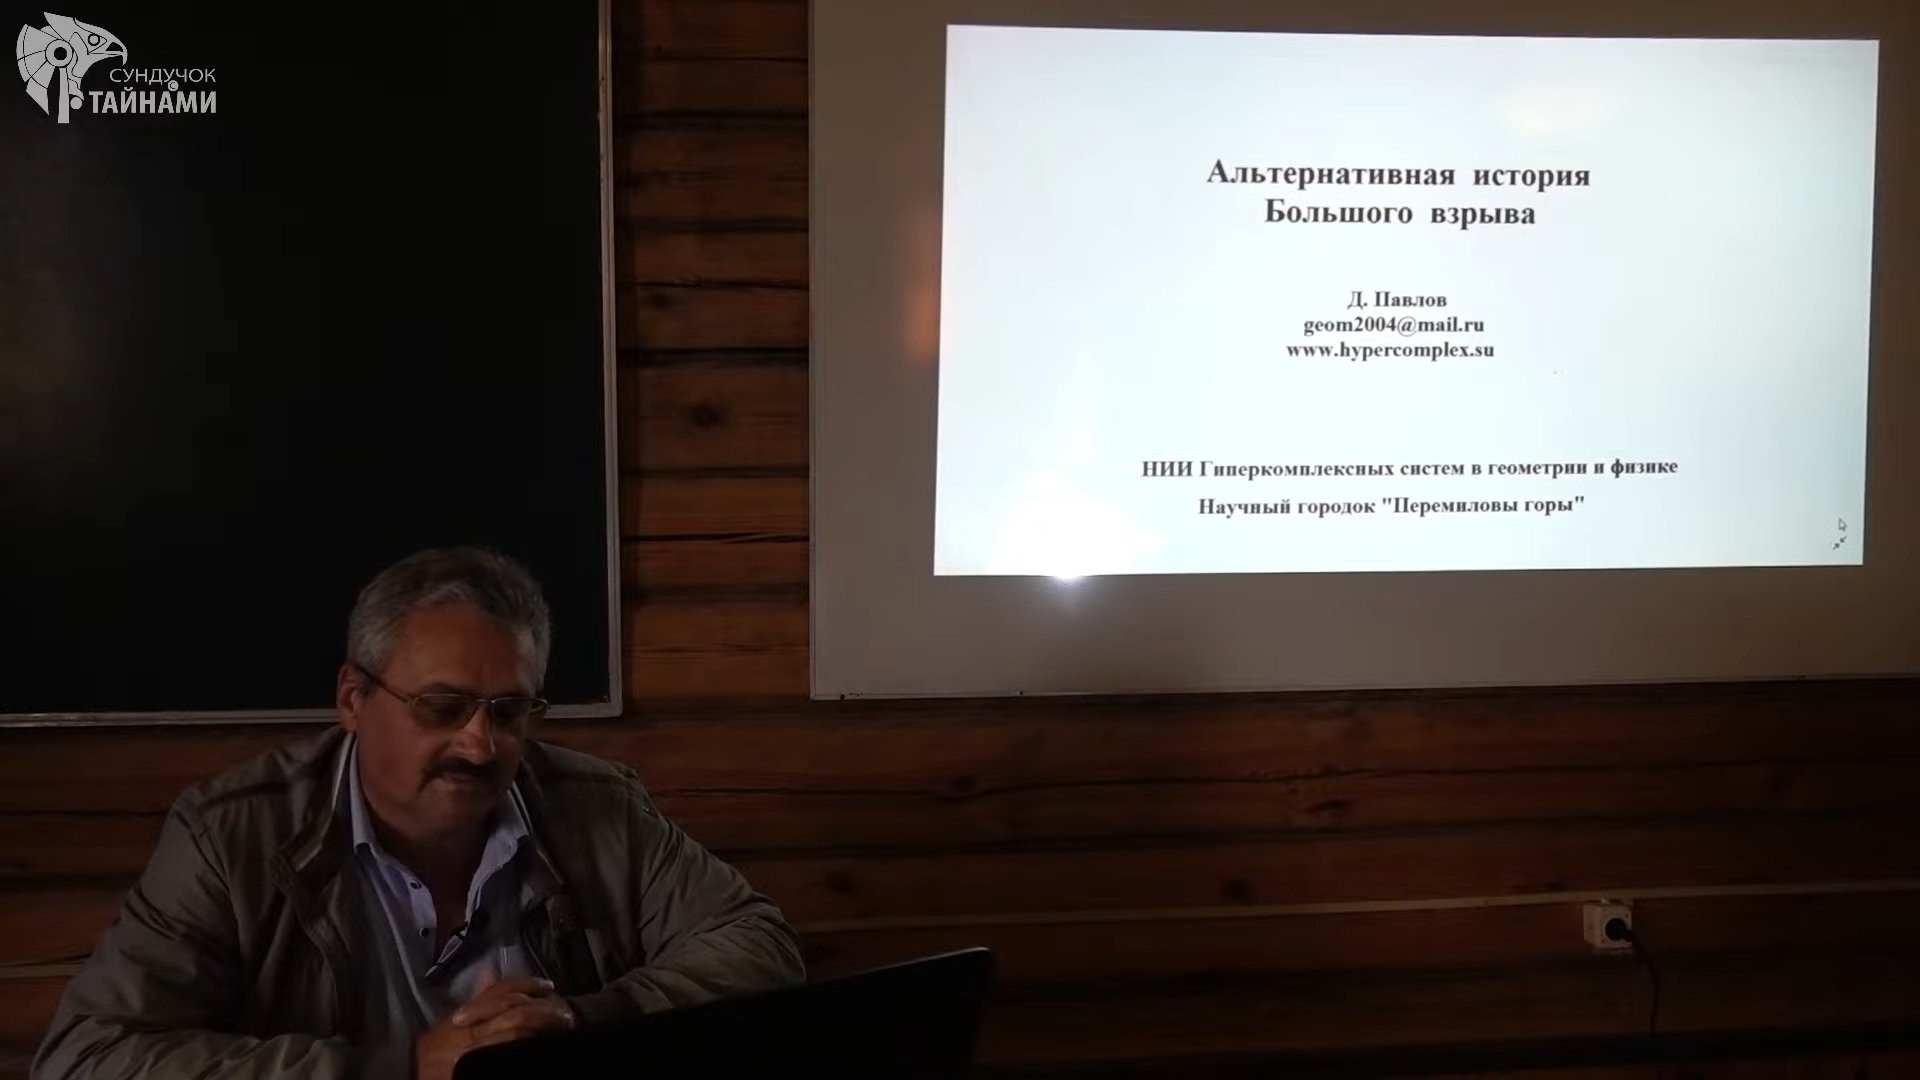 СУНДУЧОК
С
ТАЙНАМИ
Альтернативная история
Большого взрыва
Д. Павлов
geom2004@mail.ru
www.hypercomplex.su
НИИ Гиперкомплексных систем в геометрии и физике
Научный городок "Перемиловы горы"